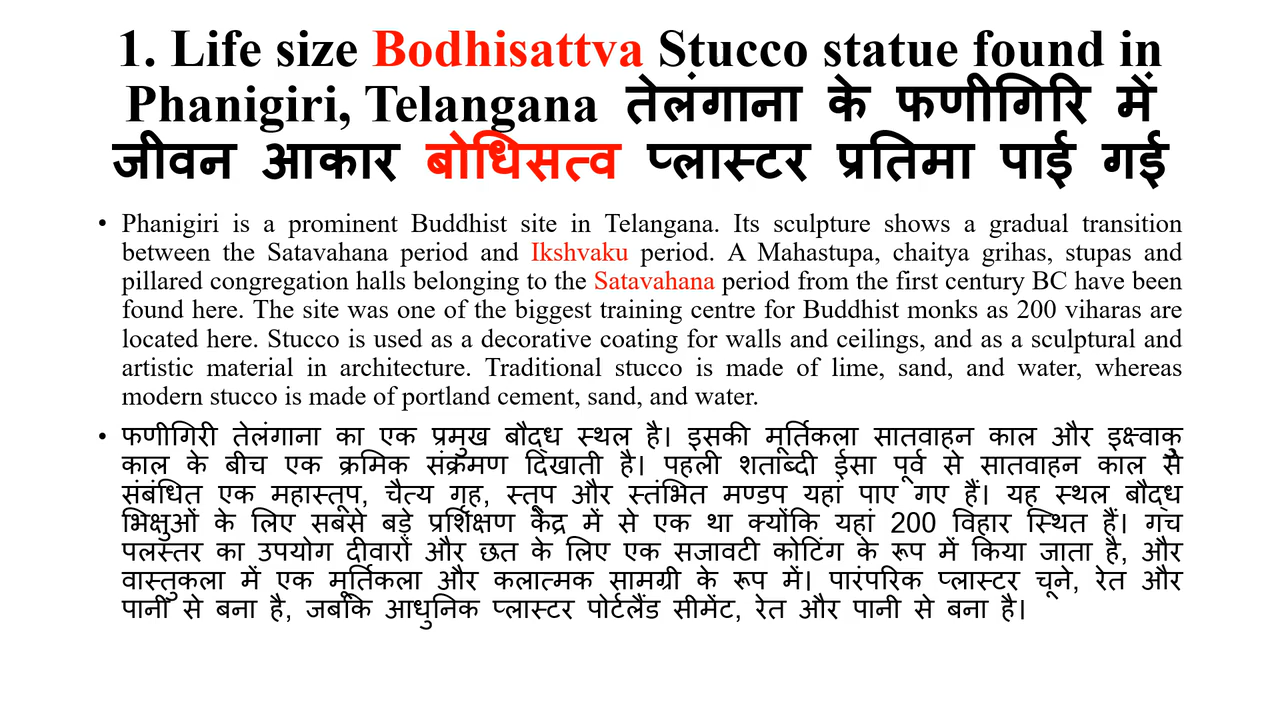 1. Life size Bodhisattva Stucco statue found in
Phanigiri, Telangana तेलंगाना के फणीगिरि में
जीवन आकार बोधिसत्व प्लास्टर प्रतिमा पाई गई
• Phanigiri is a prominent Buddhist site in Telangana. Its sculpture shows a gradual transition
between the Satavahana period and Ikshvaku period. A Mahastupa, chaitya grihas, stupas and
pillared congregation halls belonging to the Satavahana period from the first century BC have been
found here. The site was one of the biggest training centre for Buddhist monks as 200 viharas are
located here. Stucco is used as a decorative coating for walls and ceilings, and as a sculptural and
artistic material in architecture. Traditional stucco is made of lime, sand, and water, whereas
modern stucco is made of portland cement, sand, and water.
• फणीगिरी तेलंगाना का एक प्रमुख बौद्ध स्थल है। इसकी मूर्तिकला सातवाहन काल और इक्ष्वाकु
काल के बीच एक क्रमिक संक्रमण दिखाती है। पहली शताब्दी ईसा पूर्व से सातवाहन काल से
संबंधित एक महास्तूप, चैत्य गृह, स्तूप और स्तंभित मण्डप यहां पाए गए हैं। यह स्थल बौद्ध
भिक्षुओं के लिए सबसे बड़े प्रशिक्षण केंद्र में से एक था क्योंकि यहां 200 विहार स्थित हैं। गच
पलस्तर का उपयोग दीवारों और छत के लिए एक सजावटी कोटिंग के रूप में किया जाता है, और
वास्तुकला में एक मूर्तिकला और कलात्मक सामग्री के रूप में। पारंपरिक प्लास्टर चूने, रेत और
पानी से बना है, जबकि आधुनिक प्लास्टर पोर्टलैंड सीमेंट, रेत और पानी से बना है।